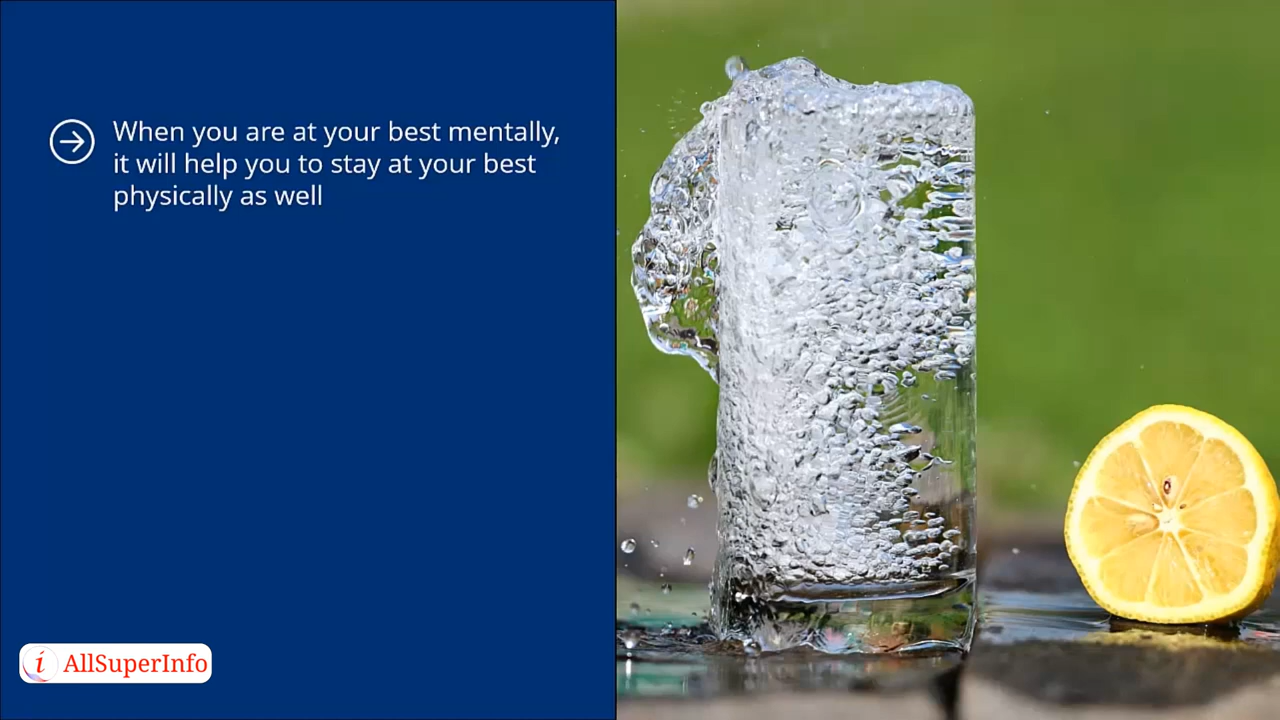 When you are at your best mentally,
it will help you to stay at your best
physically as well
i AllSuperInfo